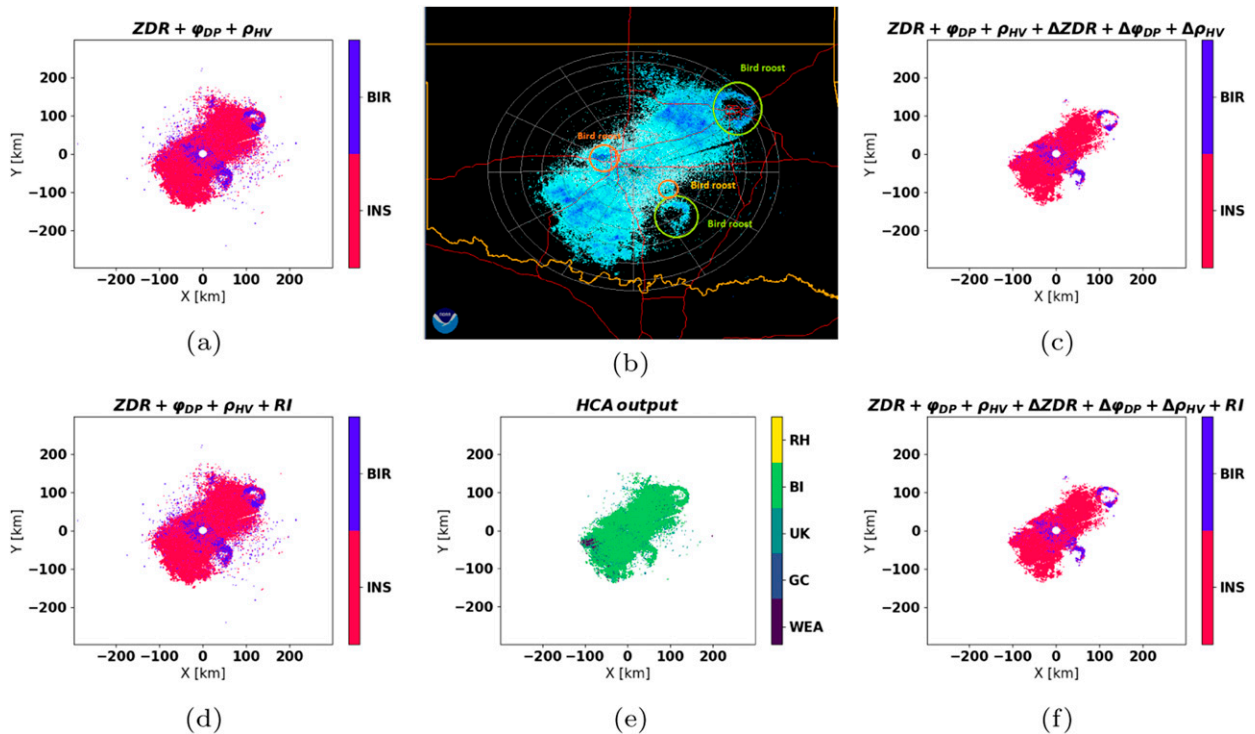 ZDR + φDP + ρHV
ZDR + φDP + ρHV + ΔZDR + ΔφDP + ΔρHV
Bird roost
Bird roost
Bird roost
Bird roost
200
100
0
−100
−200
Y [km]
−200 −100 0 100 200
X [km]
BIR
INS
(a)
(b)
200
100
0
−100
−200
Y [km]
−200 −100 0 100 200
X [km]
BIR
INS
(c)
ZDR + φDP + ρHV + RI
200
100
0
−100
−200
Y [km]
−200 −100 0 100 200
X [km]
BIR
INS
(d)
HCA output
200
100
0
−100
−200
Y [km]
−200 −100 0 100 200
X [km]
RH
BI
UK
GC
WEA
(e)
ZDR + φDP + ρHV + ΔZDR + ΔφDP + ΔρHV + RI
200
100
0
−100
−200
Y [km]
−200 −100 0 100 200
X [km]
BIR
INS
(f)